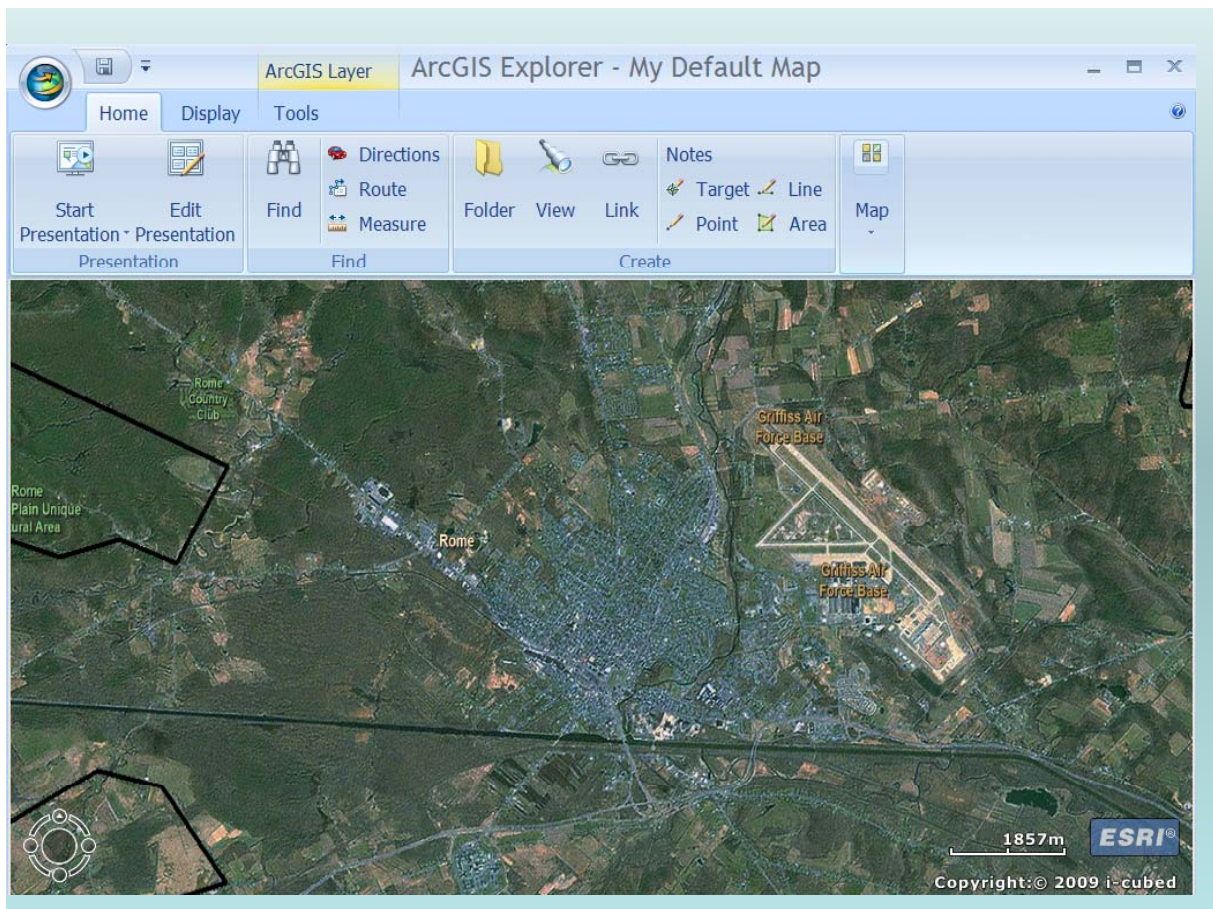 ArcGIS Layer
ArcGIS Explorer - My Default Map
Home
Display
Tools
Start
Presentation
Edit
Presentation
Presentation
Find
Directions
Route
Measure
Find
Folder
View
Link
Notes
Target
Line
Point
Area
Create
Map
Rome
Country
Club
Griffiss Air
Force Base
Rome
Plain Unique
ural Area
Rome
Griffiss Air
Force Base
1857m
ESRI®
Copyright:© 2009 i-cubed